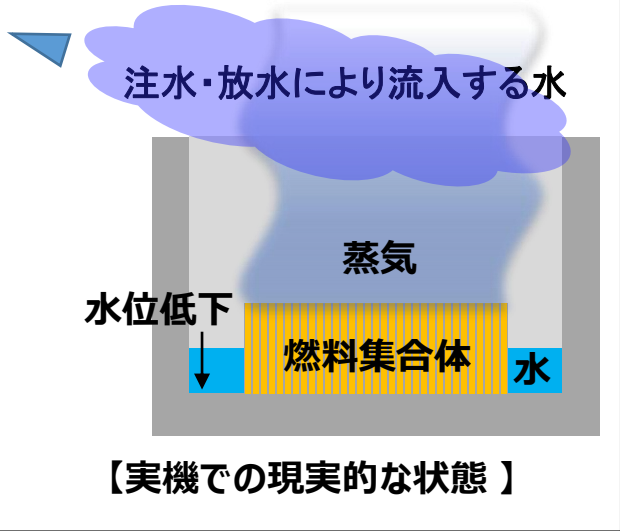 注水・放水により流入する水
蒸気
水位低下
燃料集合体
水
【実機での現実的な状態 】